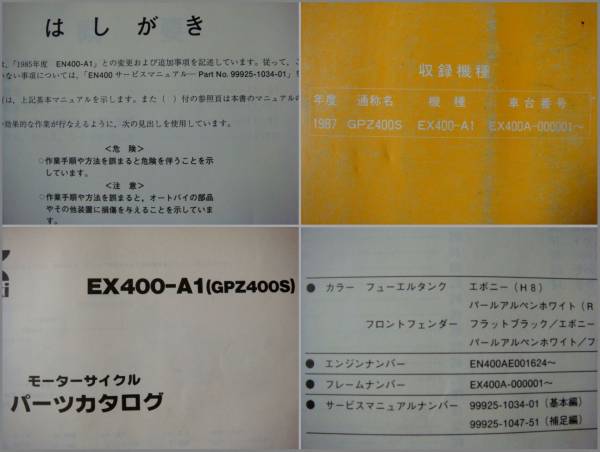 はしがき
は、「1985年度 EN400-A1」との変更および追加事項を記述しています。従って、こ
いない事項については、「EN400 サービスマニュアル─ Part No. 99925-1034-01」
は、上記基本マニュアルを示します。また（ ）付の参照頁は本書のマニュアルの
効果的な作業が行なえるように、次の見出しを使用しています。
＜危 険＞
○作業手順や方法を誤まると危険を伴うことを示
しています。
＜注 意＞
○作業手順や方法を誤まると、オートバイの部品
やその他装置に損傷を与えることを示していま
す。
収録機種
年度 通称名 機種 車台番号
1987 GPZ400S EX400-A1 EX400A-000001～
EX400-A1(GPZ400S)
モーターサイクル
パーツカタログ
● カラー フューエルタンク エボニー（H8）
パールアルペンホワイト（R
フロントフェンダー フラットブラック／エボニー
パールアルペンホワイト／フ
● エンジンナンバー EN400AE001624～
● フレームナンバー EX400A-000001～
● サービスマニュアルナンバー 99925-1034-01（基本編）
99925-1047-51（補足編）